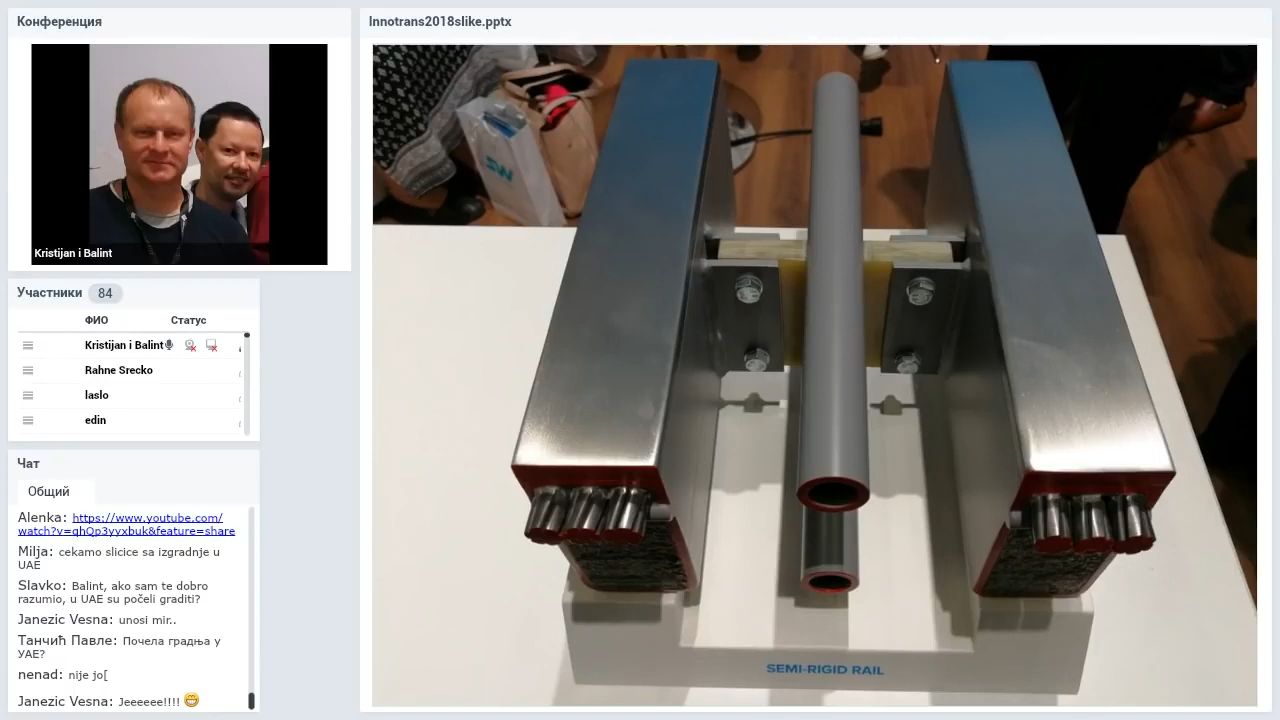 Конференция
Kristijan i Balint
Участники 84
ФИО Статус
Kristijan i Balint
Rahne Srecko
laslo
edin
Чат
Общий
Alenka: https://www.youtube.com/
watch?v=qhQp3yyxbuk&feature=share
Milja: cekamo slicice sa izgradnje u
UAE
Slavko: Balint, ako sam te dobro
razumio, u UAE su počeli graditi?
Janezic Vesna: unosi mir..
Танчић Павле: Почела градња у
УАЕ?
nenad: nije jo[
Janezic Vesna: Jeeeeee!!!!
Innotrans2018slike.pptx
SEMI-RIGID RAIL